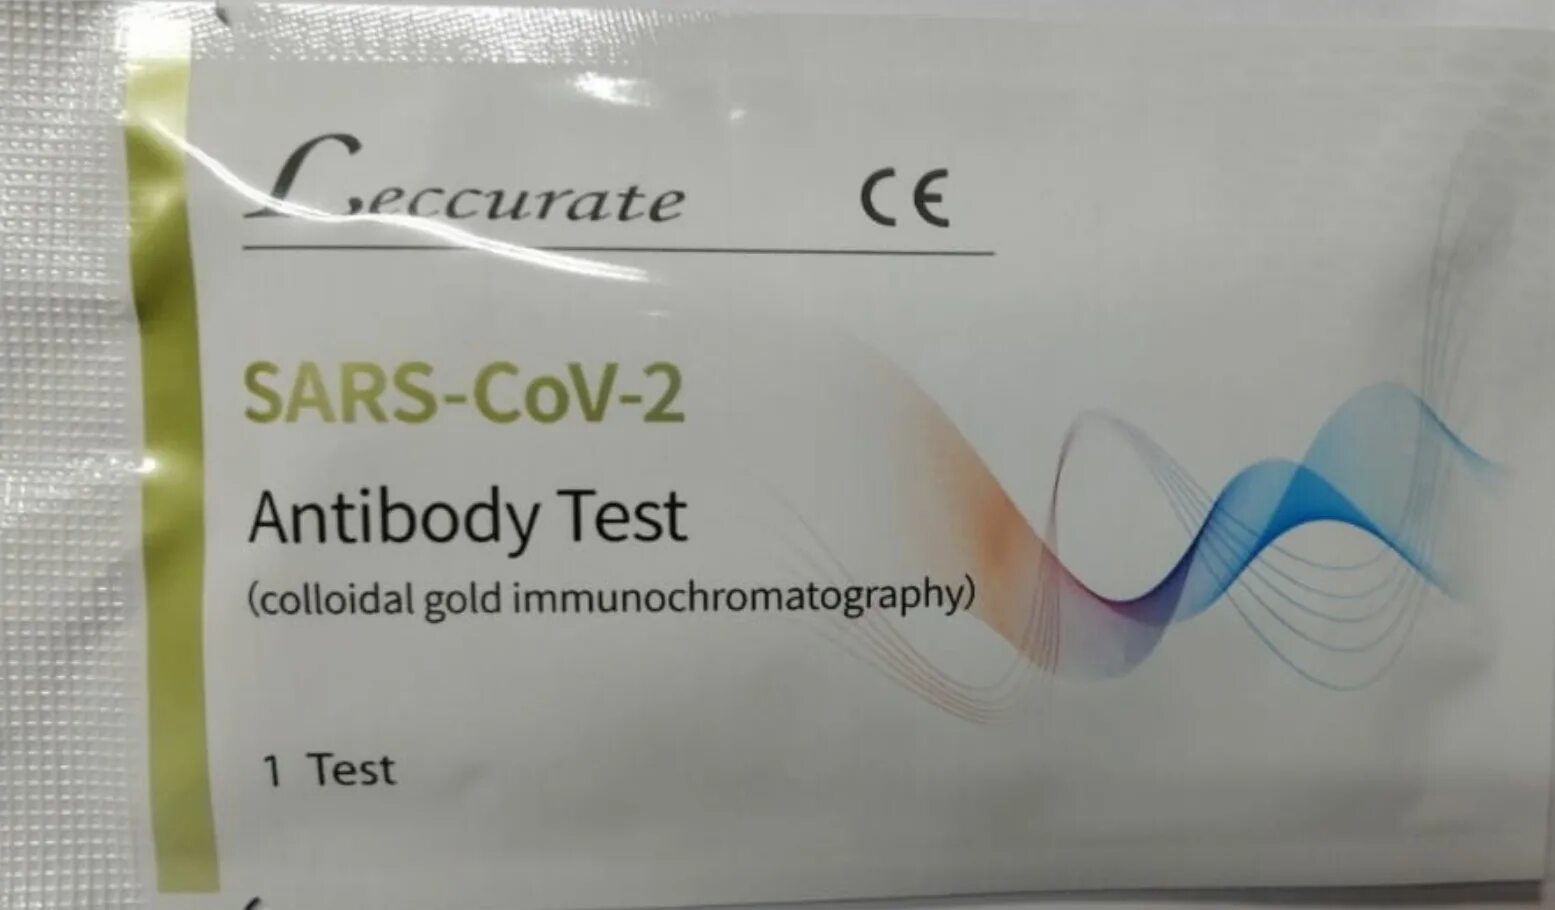 Leccurate CE
SARS-CoV-2
Antibody Test
(colloidal gold immunochromatography)
1 Test